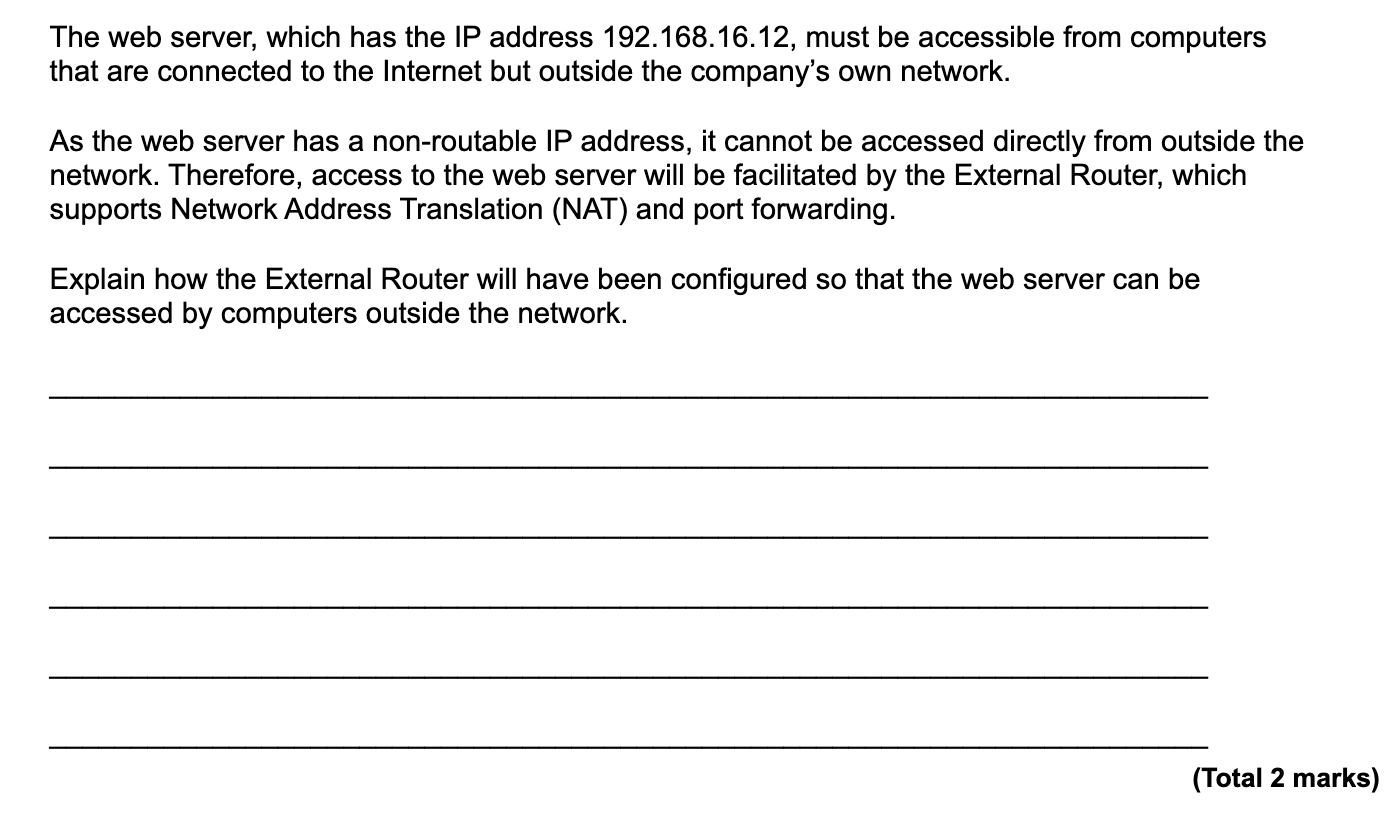 The web server, which has the IP address 192.168.16.12, must be accessible from computers
that are connected to the Internet but outside the company’s own network.
As the web server has a non-routable IP address, it cannot be accessed directly from outside the
network. Therefore, access to the web server will be facilitated by the External Router, which
supports Network Address Translation (NAT) and port forwarding.
Explain how the External Router will have been configured so that the web server can be
accessed by computers outside the network.
(Total 2 marks)